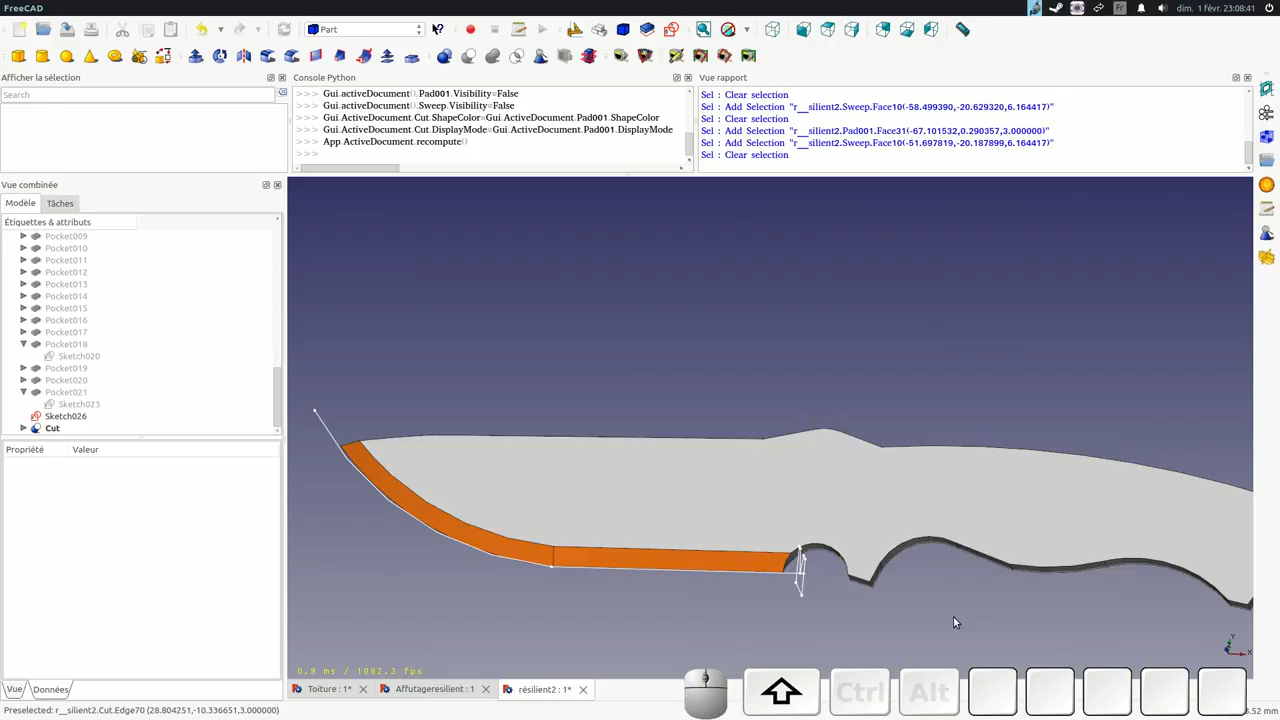 FreeCAD
Fr
dim. 1 févr. 23:08:41
Part
Afficher la sélection
Search
Console Python
>>> Gui.activeDocument().Pad001.Visibility=False
>>> Gui.activeDocument().Sweep.Visibility=False
>>> Gui.ActiveDocument.Cut.ShapeColor=Gui.ActiveDocument.Pad001.ShapeColor
>>> Gui.ActiveDocument.Cut.DisplayMode=Gui.ActiveDocument.Pad001.DisplayMode
>>> App.ActiveDocument.recompute()
>>>
Vue rapport
Sel : Clear selection
Sel : Add Selection "r__silient2.Sweep.Face10(-58.499390,-20.629320,6.164417)"
Sel : Clear selection
Sel : Add Selection "r__silient2.Pad001.Face31(-67.101532,0.290357,3.000000)"
Sel : Add Selection "r__silient2.Sweep.Face10(-51.697819,-20.187899,6.164417)"
Sel : Clear selection
Vue combinée
Modèle
Tâches
Étiquettes & attributs
Pocket009
Pocket010
Pocket011
Pocket012
Pocket013
Pocket014
Pocket015
Pocket016
Pocket017
Pocket018
Sketch020
Pocket019
Pocket020
Pocket021
Sketch023
Sketch026
Cut
Propriété
Valeur
Y
X
0.9 ms / 1082.3 fps
Vue
Données
Toiture : 1*
Affutageresilient : 1
résilient2 : 1*
Ctrl
Alt
Preselected: r__silient2.Cut.Edge70 (28.804251,-10.336651,3.000000)
3.52 mm